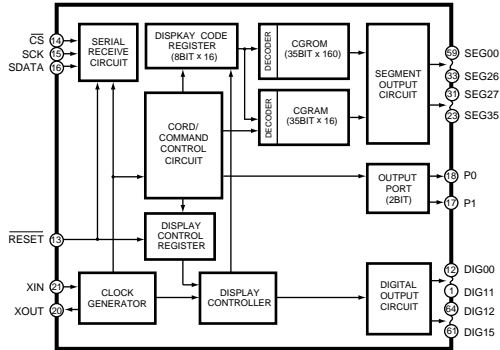 CS
14
SCK
15
SDATA
16
SERIAL
RECEIVE
CIRCUIT
DISPKAY CODE
REGISTER
(8BIT x 16)
DECODER
CGROM
(35BIT x 160)
DECODER
CGRAM
(35BIT x 16)
SEGMENT
OUTPUT
CIRCUIT
59
SEG00
33
SEG26
31
SEG27
23
SEG35
CORD/
COMMAND
CONTROL
CIRCUIT
OUTPUT
PORT
(2BIT)
18
P0
17
P1
RESET
13
DISPLAY
CONTROL
REGISTER
XIN
21
XOUT
20
CLOCK
GENERATOR
DISPLAY
CONTROLLER
DIGITAL
OUTPUT
CIRCUIT
12
DIG00
1
DIG11
64
DIG12
61
DIG15